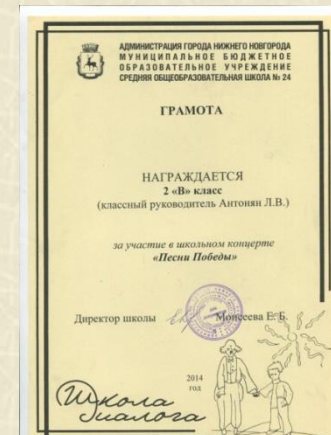 АДМИНИСТРАЦИЯ ГОРОДА НИЖНЕГО НОВГОРОДА
МУНИЦИПАЛЬНОЕ БЮДЖЕТНОЕ
ОБРАЗОВАТЕЛЬНОЕ УЧРЕЖДЕНИЕ
СРЕДНЯЯ ОБЩЕОБРАЗОВАТЕЛЬНАЯ ШКОЛА № 24
ГРАМОТА
НАГРАЖДАЕТСЯ
2 «В» класс
(классный руководитель Антонян Л.В.)
за участие в школьном концерте
«Песни Победы»
Директор школы Моисеева Е. Б.
2014
год
Школа
диалога